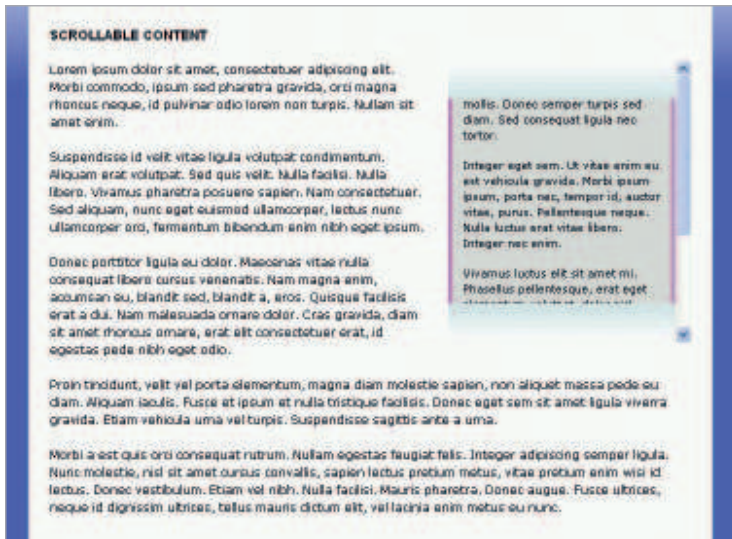 SCROLLABLE CONTENT
Lorem ipsum dolor sit amet, consectetuer adipiscing elit.
Morbi commodo, ipsum sed pharetra gravida, orci magna
rhoncus neque, id pulvinar odio lorem non turpis. Nullam sit
amet enim.
Suspendisse id velit vitae ligula volutpat condimentum.
Aliquam erat volutpat. Sed quis velit. Nulla facilisi. Nulla
libero. Vivamus pharetra posuere sapien. Nam consectetuer.
Sed aliquam, nunc eget euismod ullamcorper, lectus nunc
ullamcorper orci, fermentum bibendum enim nibh eget ipsum.
Donec porttitor ligula eu dolor. Maecenas vitae nulla
consequat libero cursus venenatis. Nam magna enim,
accumsan eu, blandit sed, blandit a, eros. Quisque facilisis
erat a dui. Nam malesuada ornare dolor. Cras gravida, diam
sit amet rhoncus ornare, erat elit consectetuer erat, id
egestas pede nibh eget odio.
mollis. Donec semper turpis sed
diam. Sed consequat ligula nec
tortor.
Integer eget sem. Ut vitae enim eu
est vehicula gravida. Morbi ipsum
ipsum, porta nec, tempor id, auctor
vitae, purus. Pellentesque neque.
Nulla luctus erat vitae libero.
Integer nec enim.
Vivamus luctus elit sit amet mi.
Phasellus pellentesque, erat eget
Proin tincidunt, velit vel porta elementum, magna diam molestie sapien, non aliquet massa pede eu
diam. Aliquam iaculis. Fusce et ipsum et nulla tristique facilisis. Donec eget sem sit amet ligula viverra
gravida. Etiam vehicula urna vel turpis. Suspendisse sagittis ante a urna.
Morbi a est quis orci consequat rutrum. Nullam egestas feugiat felis. Integer adipiscing semper ligula.
Nunc molestie, nisl sit amet cursus convallis, sapien lectus pretium metus, vitae pretium enim wisi id
lectus. Donec vestibulum. Etiam vel nibh. Nulla facilisi. Mauris pharetra. Donec augue. Fusce ultrices,
neque id dignissim ultrices, tellus mauris dictum elit, vel lacinia enim metus eu nunc.